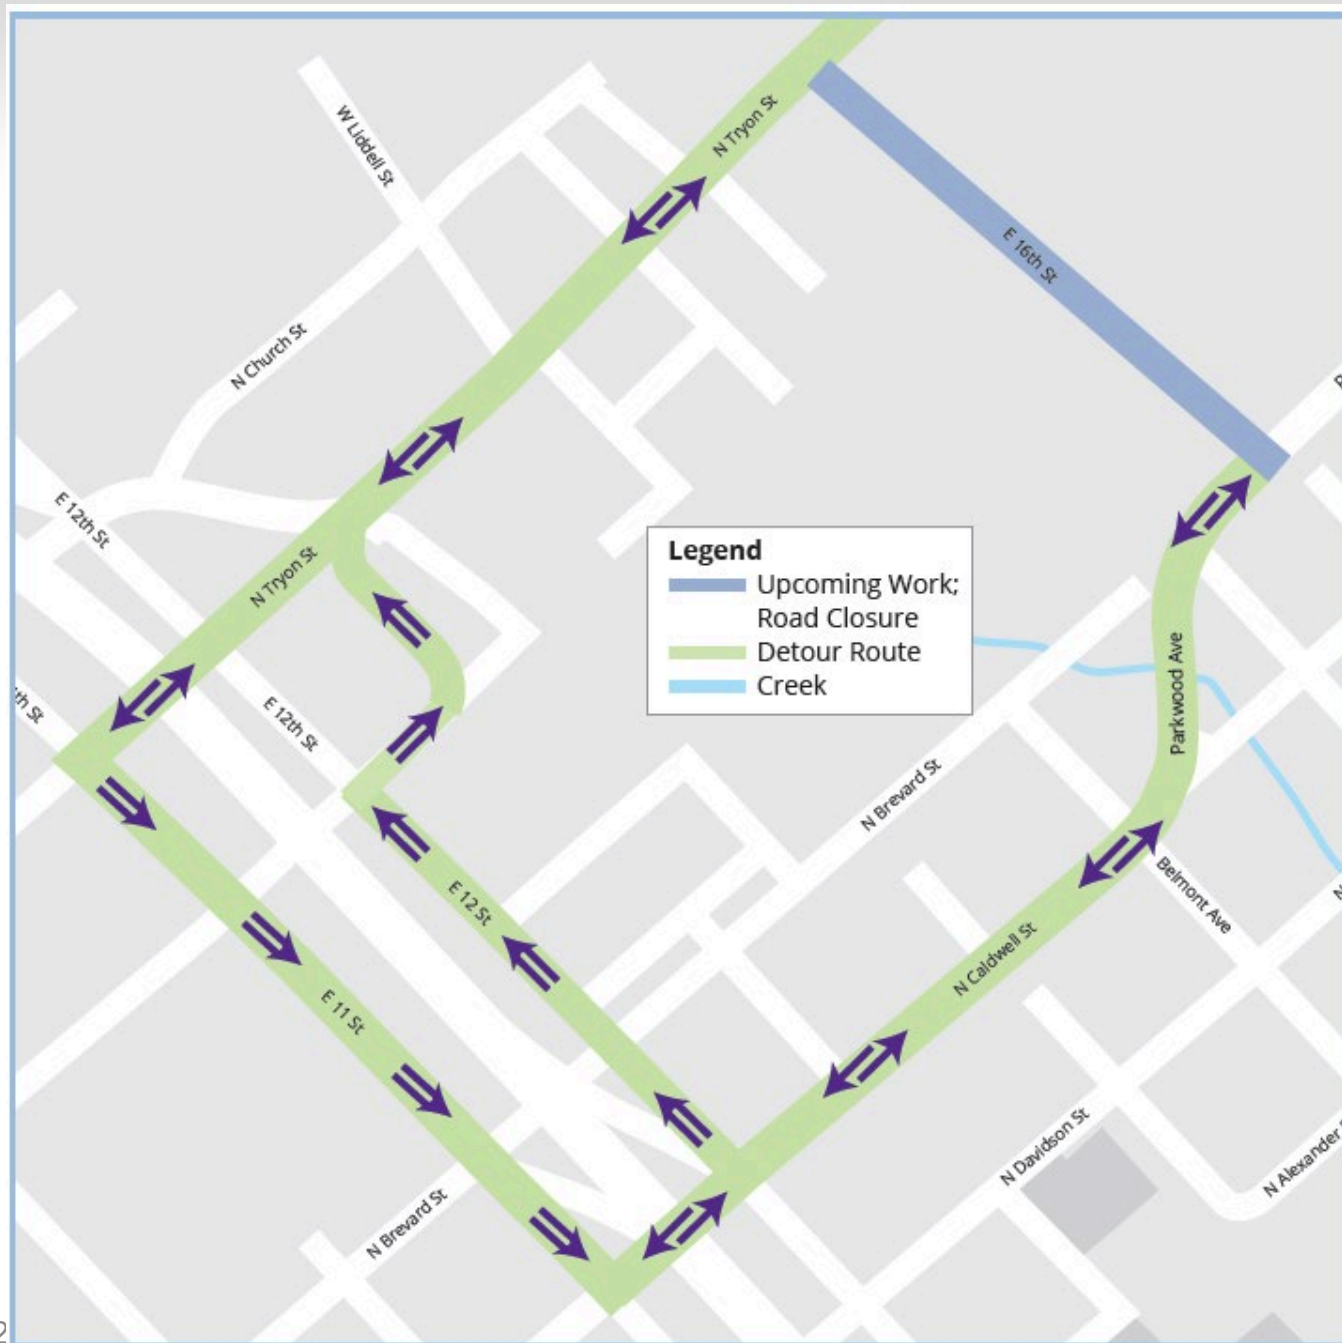 N Tryon St
W Liddell St
E 16th St
N Church St
E 12th St
N Tryon St
Legend
Upcoming Work;
Road Closure
Detour Route
Creek
Parkwood Ave
E 12th St
N Brevard St
E 12 St
Belmont Ave
N Caldwell St
E 11 St
N Davidson St
N Alexander
N Brevard St